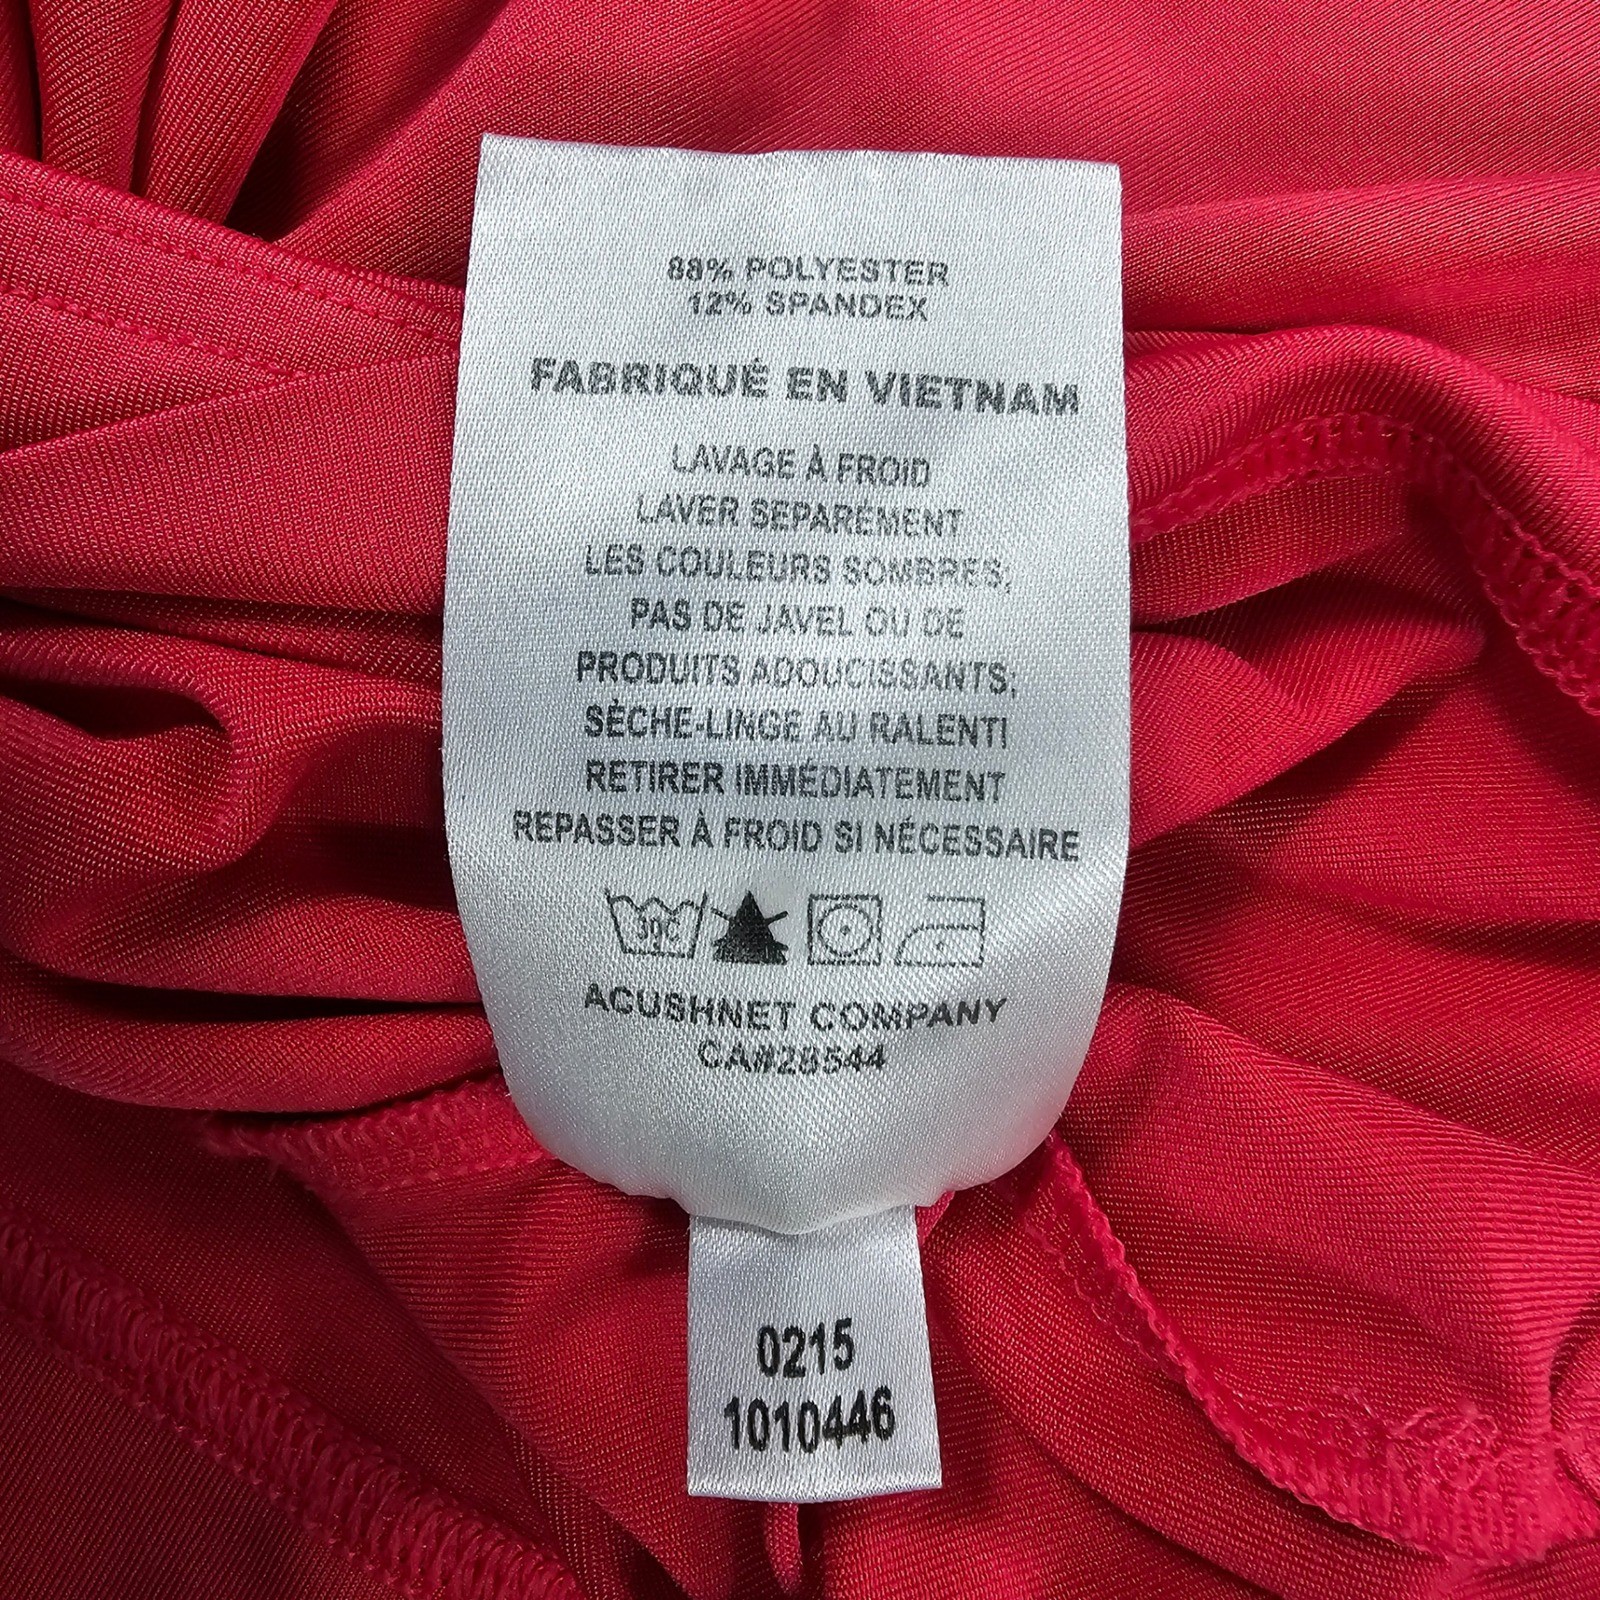 88% POLYESTER
12% SPANDEX
FABRIQUÉ EN VIETNAM
LAVAGE À FROID
LAVER SEPARÉMENT
LES COULEURS SOMBRES,
PAS DE JAVEL OU DE
PRODUITS ADOUCISSANTS;
SÈCHE-LINGE AU RALENTI
RETIRER IMMÉDIATEMENT
REPASSER À FROID SI NÉCESSAIRE
30C
ACUSHNET COMPANY
CA#28544
0215
1010446